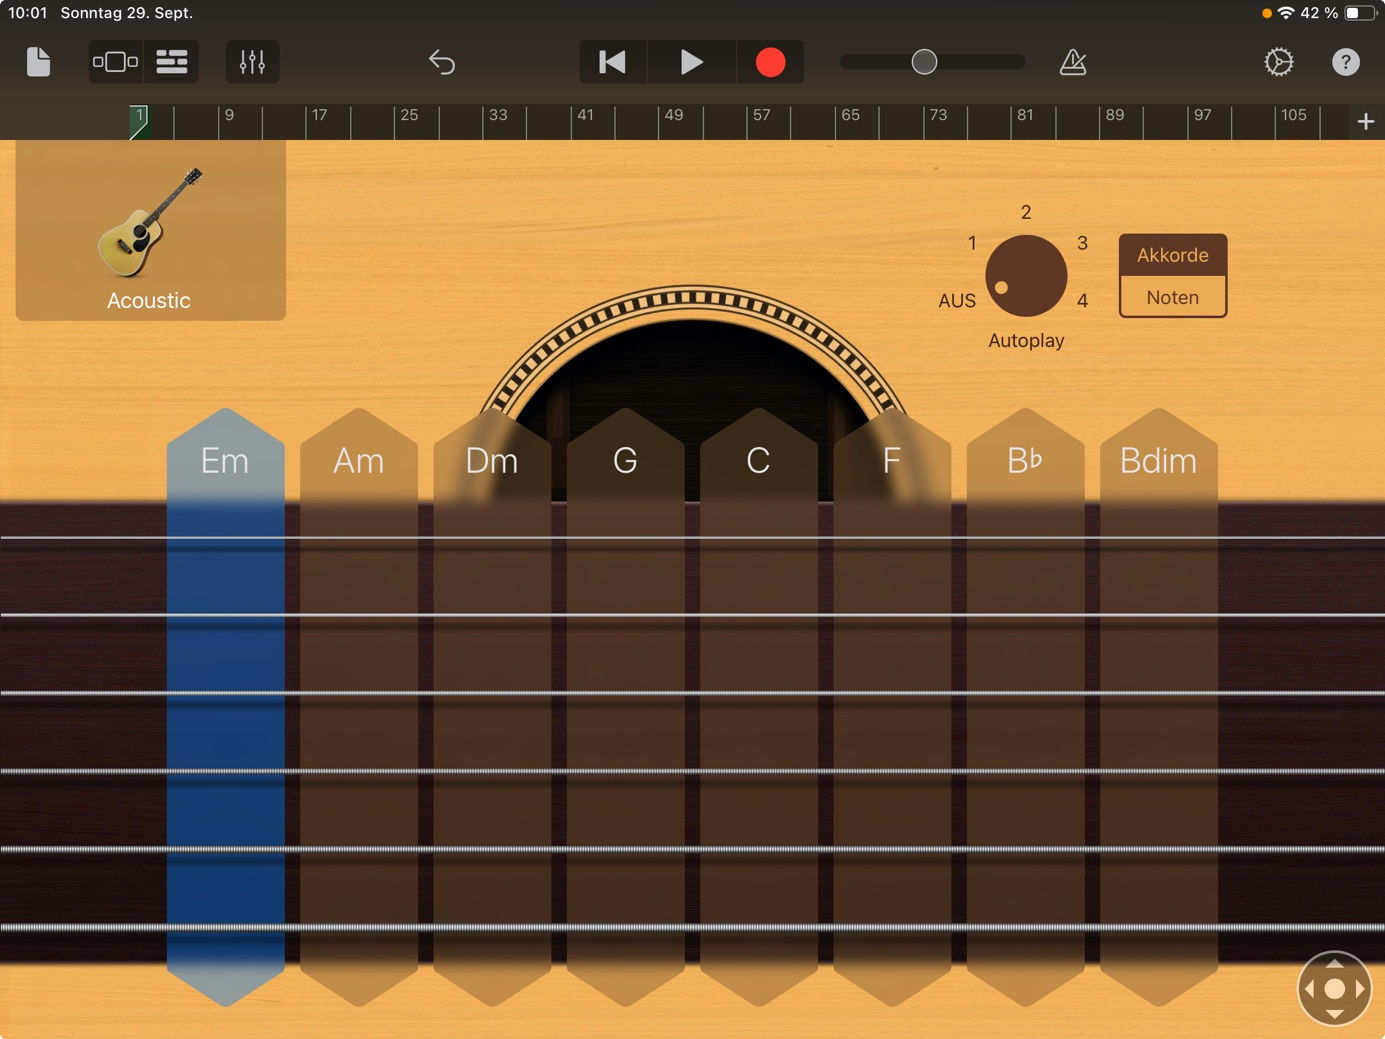 10:01 Sonntag 29. Sept. 42 %
?
1 9 17 25 33 41 49 57 65 73 81 89 97 105 +
Acoustic
2
1 3
AUS 4
Autoplay
Akkorde
Noten
Em Am Dm G C F B♭ Bdim